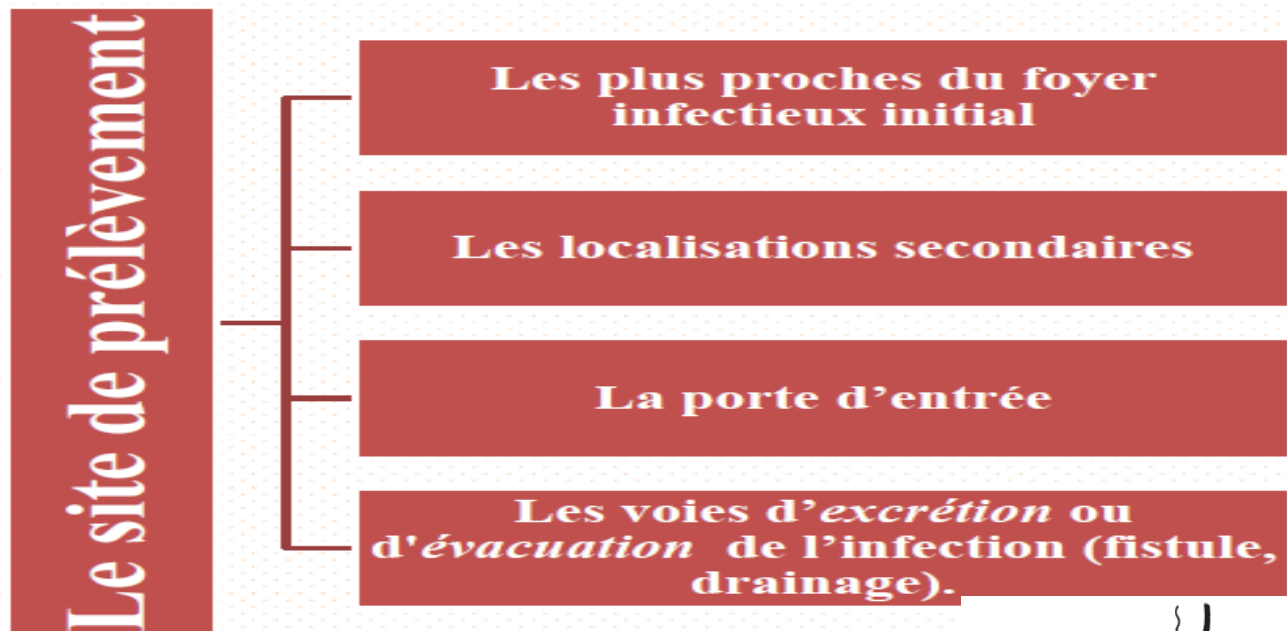 Le site de prélèvement
Les plus proches du foyer
infectieux initial
Les localisations secondaires
La porte d’entrée
Les voies d’excrétion ou
d'évacuation de l’infection (fistule,
drainage).